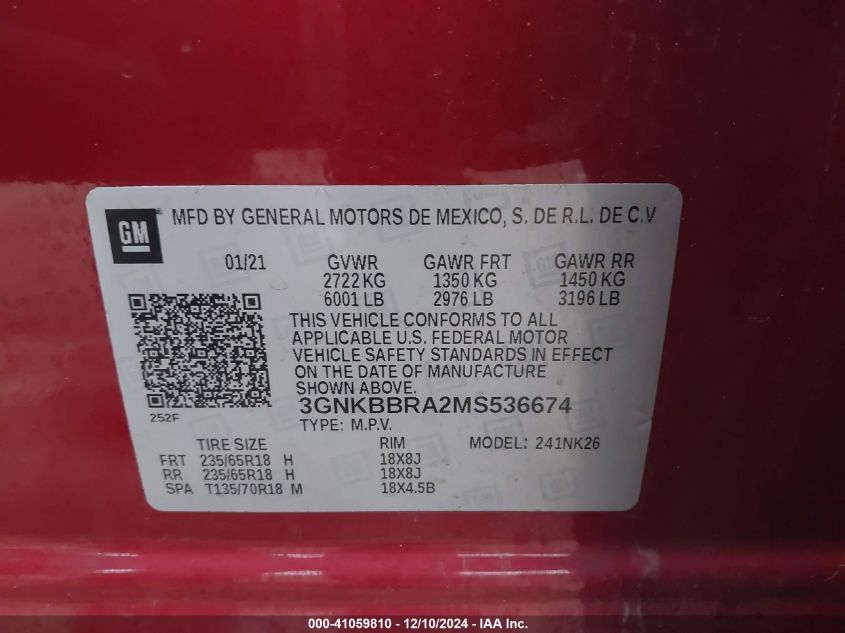 GM ®
MFD BY GENERAL MOTORS DE MEXICO, S. DE R.L. DE C.V
01/21 GVWR GAWR FRT GAWR RR
2722 KG 1350 KG 1450 KG
6001 LB 2976 LB 3196 LB
THIS VEHICLE CONFORMS TO ALL
APPLICABLE U.S. FEDERAL MOTOR
VEHICLE SAFETY STANDARDS IN EFFECT
ON THE DATE OF MANUFACTURE
SHOWN ABOVE.
3GNKBBRA2MS536674
252F
TYPE: M.P.V.
TIRE SIZE RIM MODEL: 241NK26
FRT 235/65R18 H 18X8J
RR 235/65R18 H 18X8J
SPA T135/70R18 M 18X4.5B
000-41059810 - 12/10/2024 - IAA Inc.